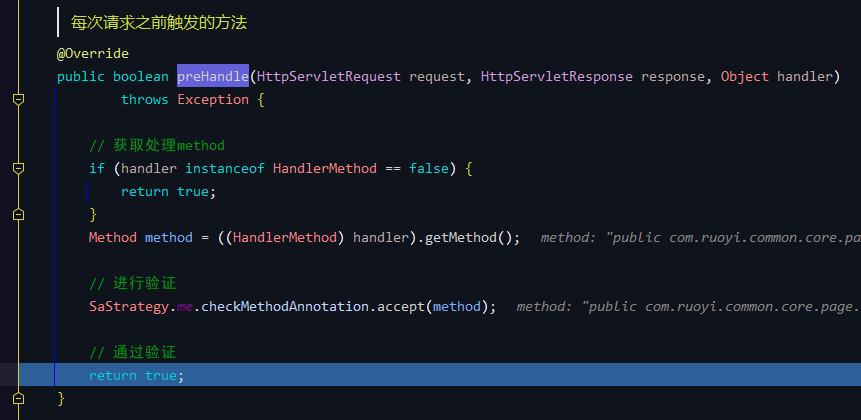 每次请求之前触发的方法
@Override
public boolean preHandle(HttpServletRequest request, HttpServletResponse response, Object handler)
throws Exception {
// 获取处理method
if (handler instanceof HandlerMethod == false) {
return true;
}
Method method = ((HandlerMethod) handler).getMethod(); method: "public com.ruoyi.common.core.pa
// 进行验证
SaStrategy.me.checkMethodAnnotation.accept(method); method: "public com.ruoyi.common.core.page.
// 通过验证
return true;
}